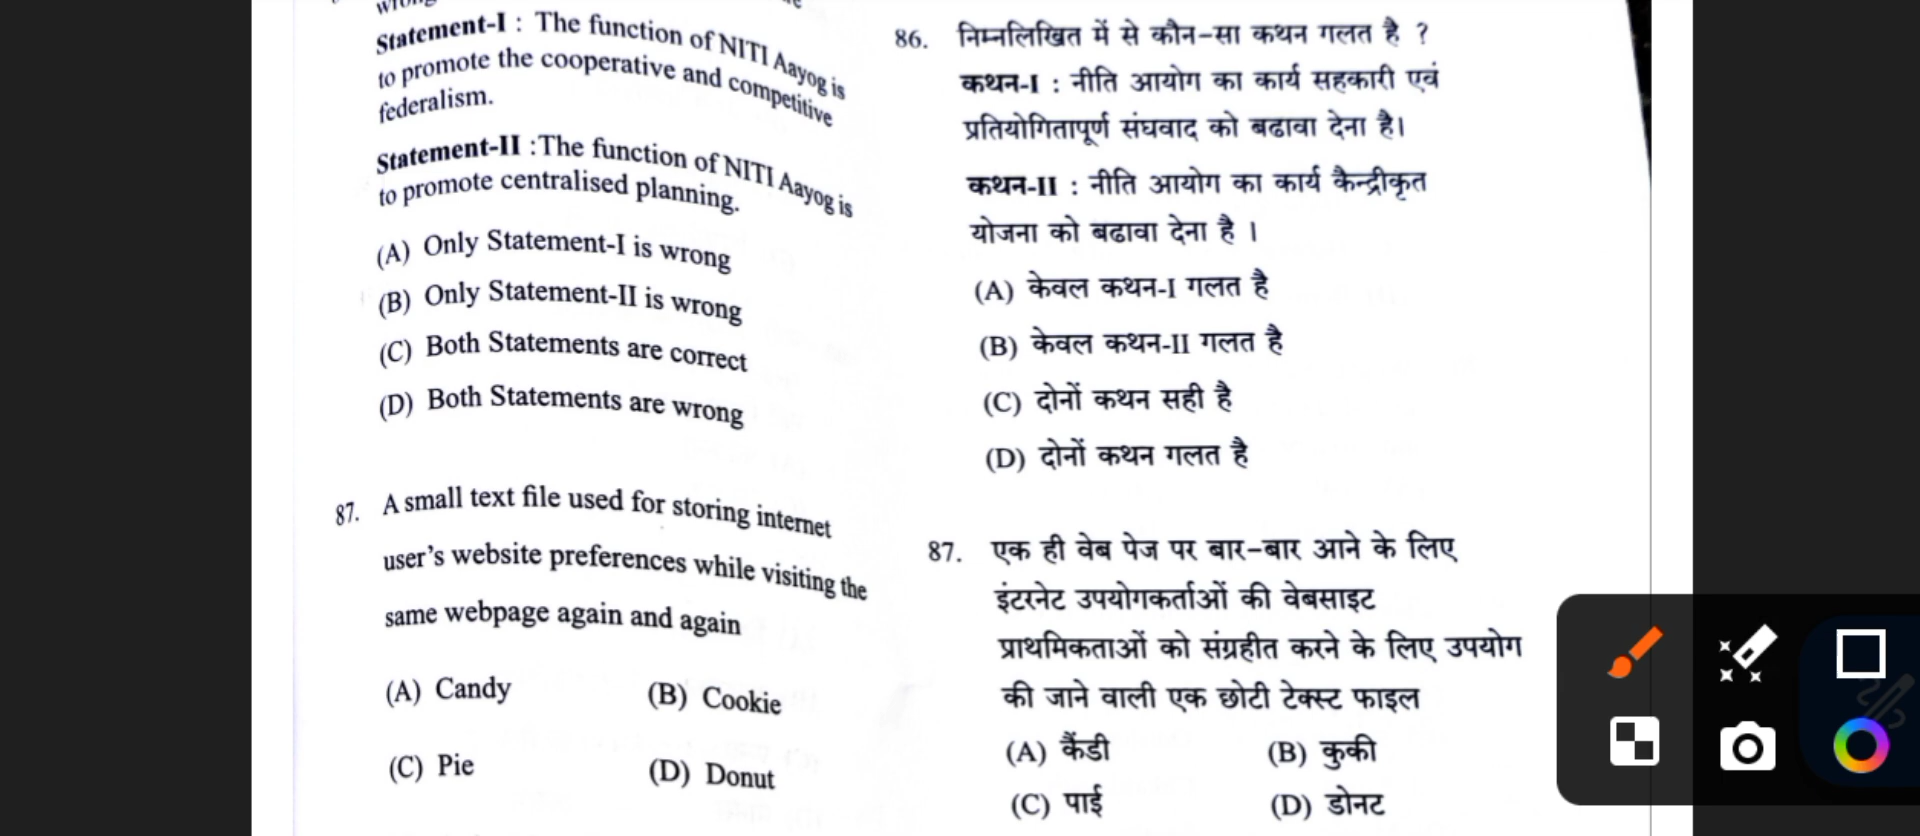 Statement-I : The function of NITI Aayog is
to promote the cooperative and competitive
federalism.
Statement-II :The function of NITI Aayog is
to promote centralised planning.
(A) Only Statement-I is wrong
(B) Only Statement-II is wrong
(C) Both Statements are correct
(D) Both Statements are wrong
87. A small text file used for storing internet
user's website preferences while visiting the
same webpage again and again
(A) Candy (B) Cookie
(C) Pie (D) Donut
86. निम्नलिखित में से कौन-सा कथन गलत है ?
कथन-I : नीति आयोग का कार्य सहकारी एवं
प्रतियोगितापूर्ण संघवाद को बढावा देना है।
कथन-II : नीति आयोग का कार्य कैन्द्रीकृत
योजना को बढावा देना है ।
(A) केवल कथन-I गलत है
(B) केवल कथन-II गलत है
(C) दोनों कथन सही है
(D) दोनों कथन गलत है
87. एक ही वेब पेज पर बार-बार आने के लिए
इंटरनेट उपयोगकर्ताओं की वेबसाइट
प्राथमिकताओं को संग्रहीत करने के लिए उपयोग
की जाने वाली एक छोटी टेक्स्ट फाइल
(A) कैंडी (B) कुकी
(C) पाई (D) डोनट